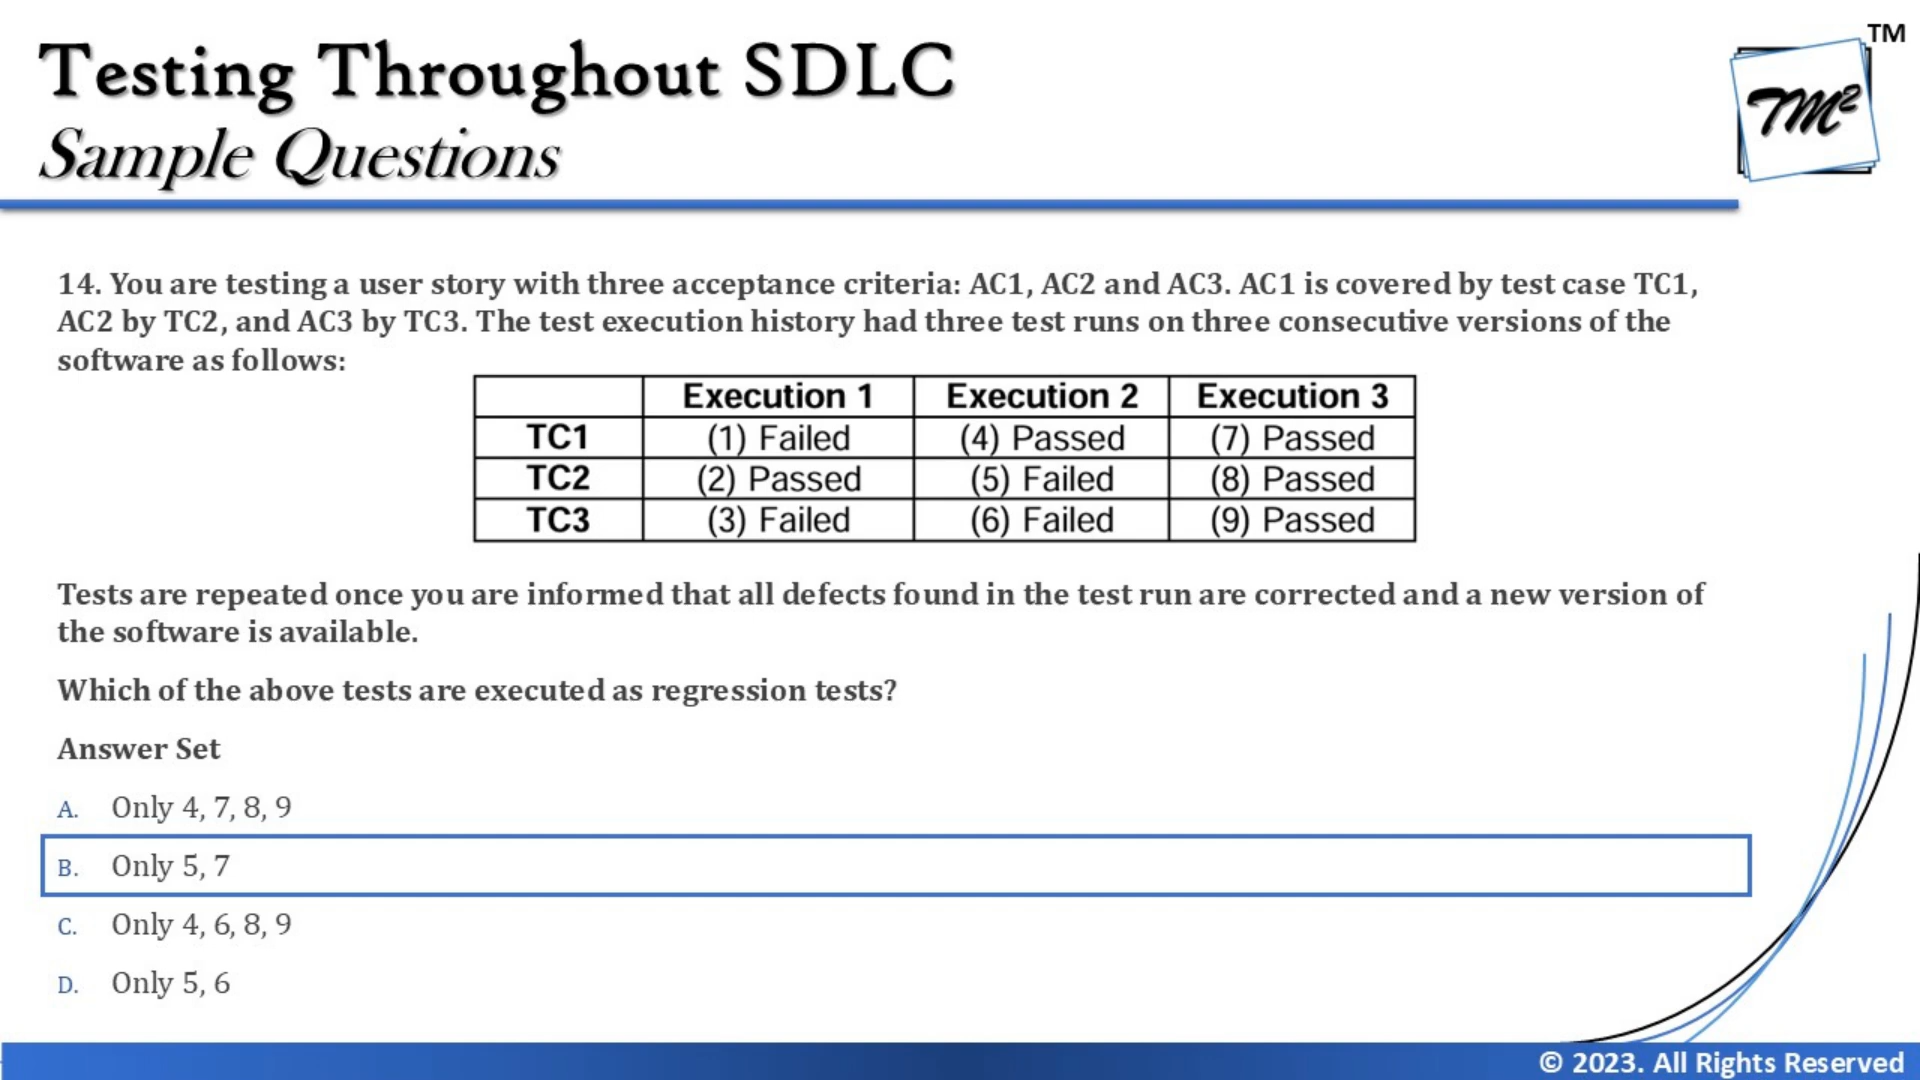 Testing Throughout SDLC
Sample Questions
TM
TM²
14. You are testing a user story with three acceptance criteria: AC1, AC2 and AC3. AC1 is covered by test case TC1,
AC2 by TC2, and AC3 by TC3. The test execution history had three test runs on three consecutive versions of the
software as follows:
Execution 1 Execution 2 Execution 3
TC1 (1) Failed (4) Passed (7) Passed
TC2 (2) Passed (5) Failed (8) Passed
TC3 (3) Failed (6) Failed (9) Passed
Tests are repeated once you are informed that all defects found in the test run are corrected and a new version of
the software is available.
Which of the above tests are executed as regression tests?
Answer Set
A. Only 4, 7, 8, 9
B. Only 5, 7
C. Only 4, 6, 8, 9
D. Only 5, 6
© 2023. All Rights Reserved